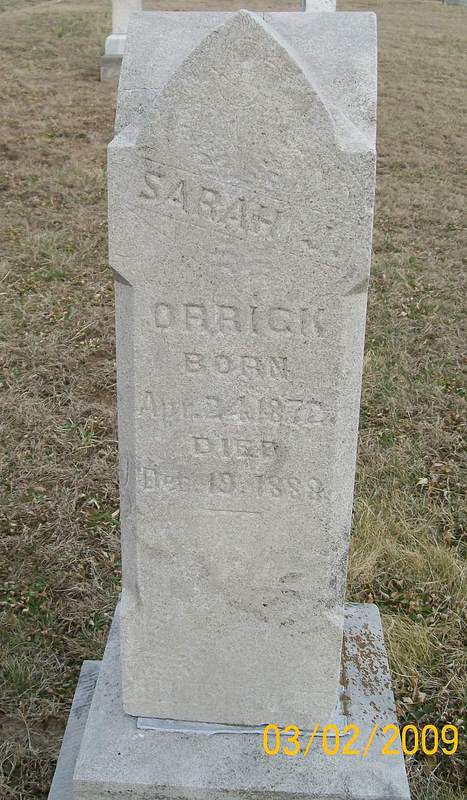 SARAH
ORRICK
BORN
Apr. 24, 1872.
DIED
Dec. 19, 1889.
03/02/2009